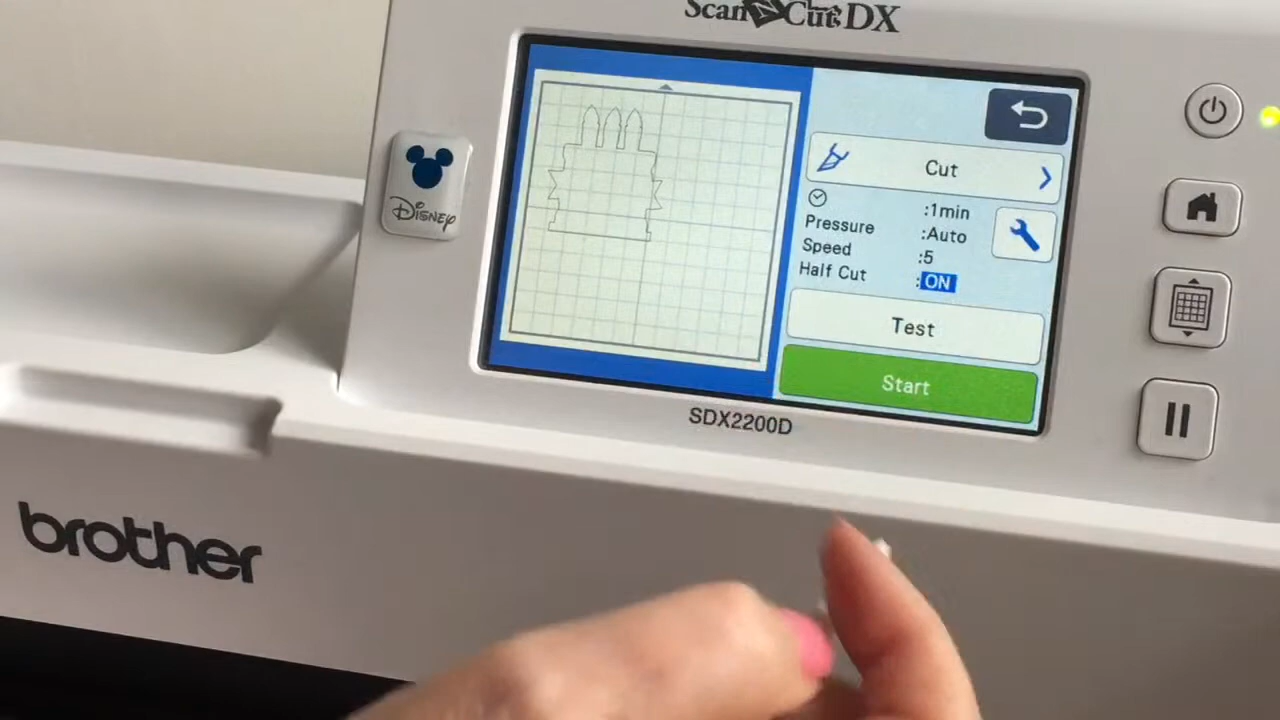 ScanNCut DX
DISNEY
Cut
:1min
Pressure :Auto
Speed :5
Half Cut :ON
Test
Start
SDX2200D
brother